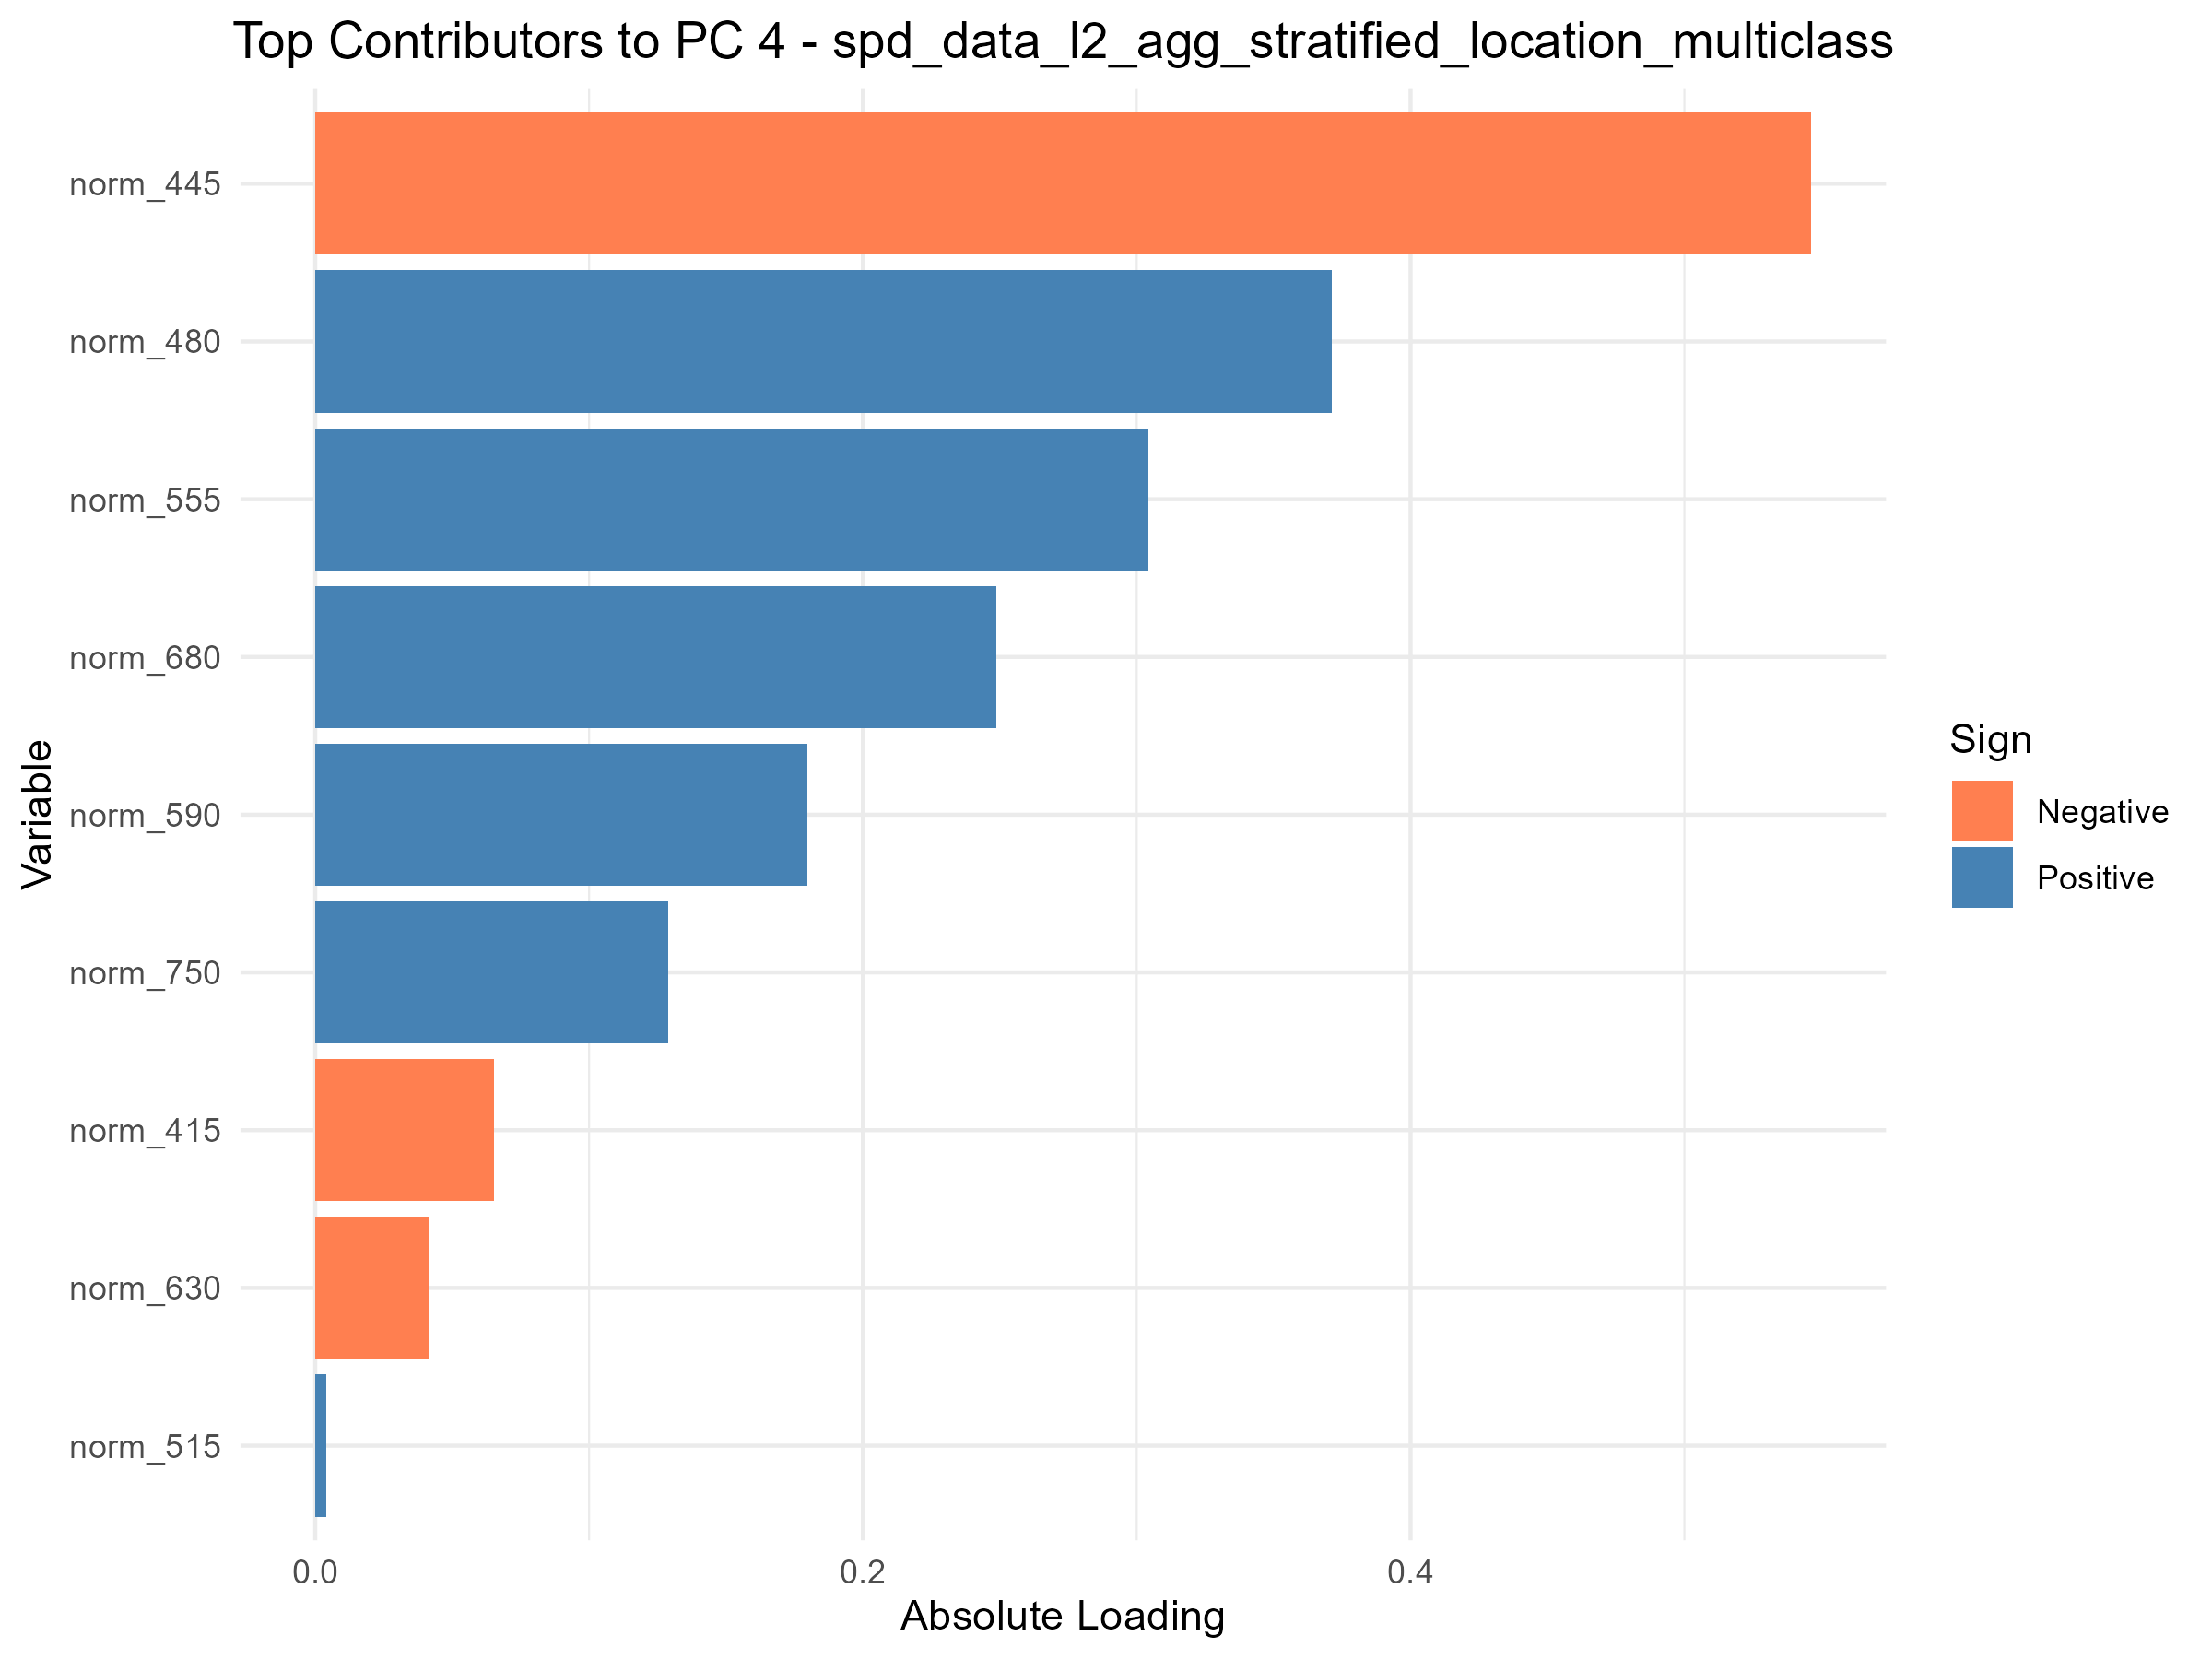 Top Contributors to PC 4 - spd_data_l2_agg_stratified_location_multiclass
Variable
norm_445
norm_480
norm_555
norm_680
norm_590
norm_750
norm_415
norm_630
norm_515
0.0
0.2
0.4
Absolute Loading
Sign
Negative
Positive